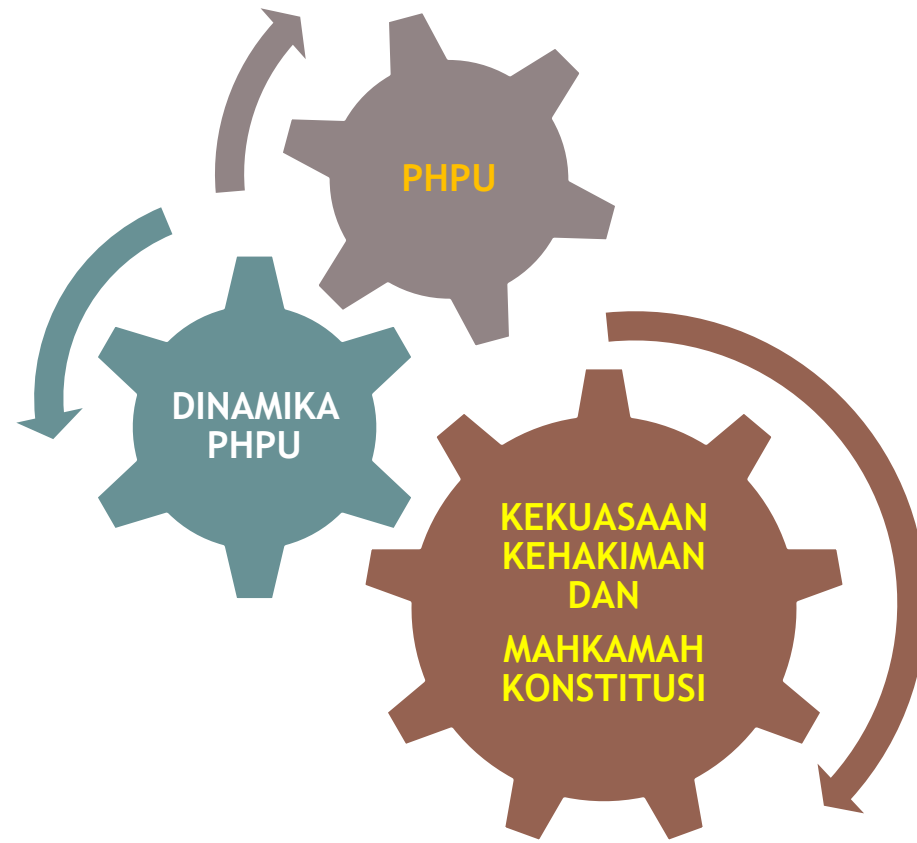 PHPU
DINAMIKA
PHPU
KEKUASAAN
KEHAKIMAN
DAN
MAHKAMAH
KONSTITUSI